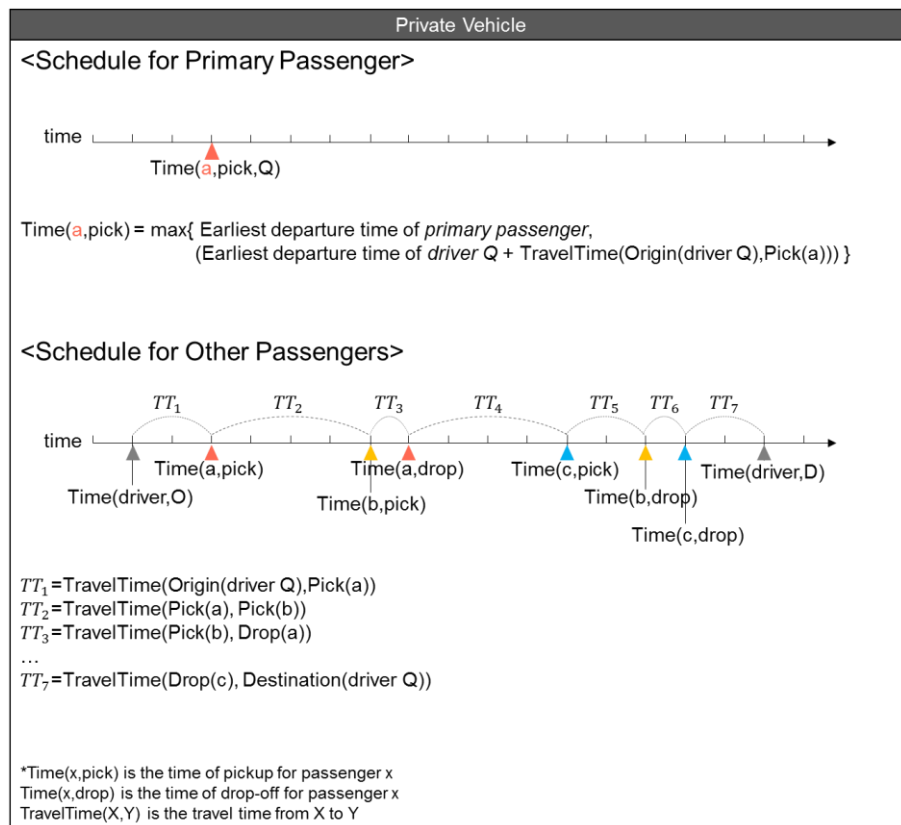 Private Vehicle
<Schedule for Primary Passenger>
time
Time(a,pick,Q)
Time(a,pick) = max{ Earliest departure time of primary passenger,
(Earliest departure time of driver Q + TravelTime(Origin(driver Q),Pick(a))) }
<Schedule for Other Passengers>
TT₁ TT₂ TT₃ TT₄ TT₅ TT₆ TT₇
time
Time(a,pick) Time(a,drop) Time(c,pick) Time(driver,D)
Time(driver,O) Time(b,pick) Time(b,drop)
Time(c,drop)
TT₁=TravelTime(Origin(driver Q),Pick(a))
TT₂=TravelTime(Pick(a), Pick(b))
TT₃=TravelTime(Pick(b), Drop(a))
…
TT₇=TravelTime(Drop(c), Destination(driver Q))
*Time(x,pick) is the time of pickup for passenger x
Time(x,drop) is the time of drop-off for passenger x
TravelTime(X,Y) is the travel time from X to Y